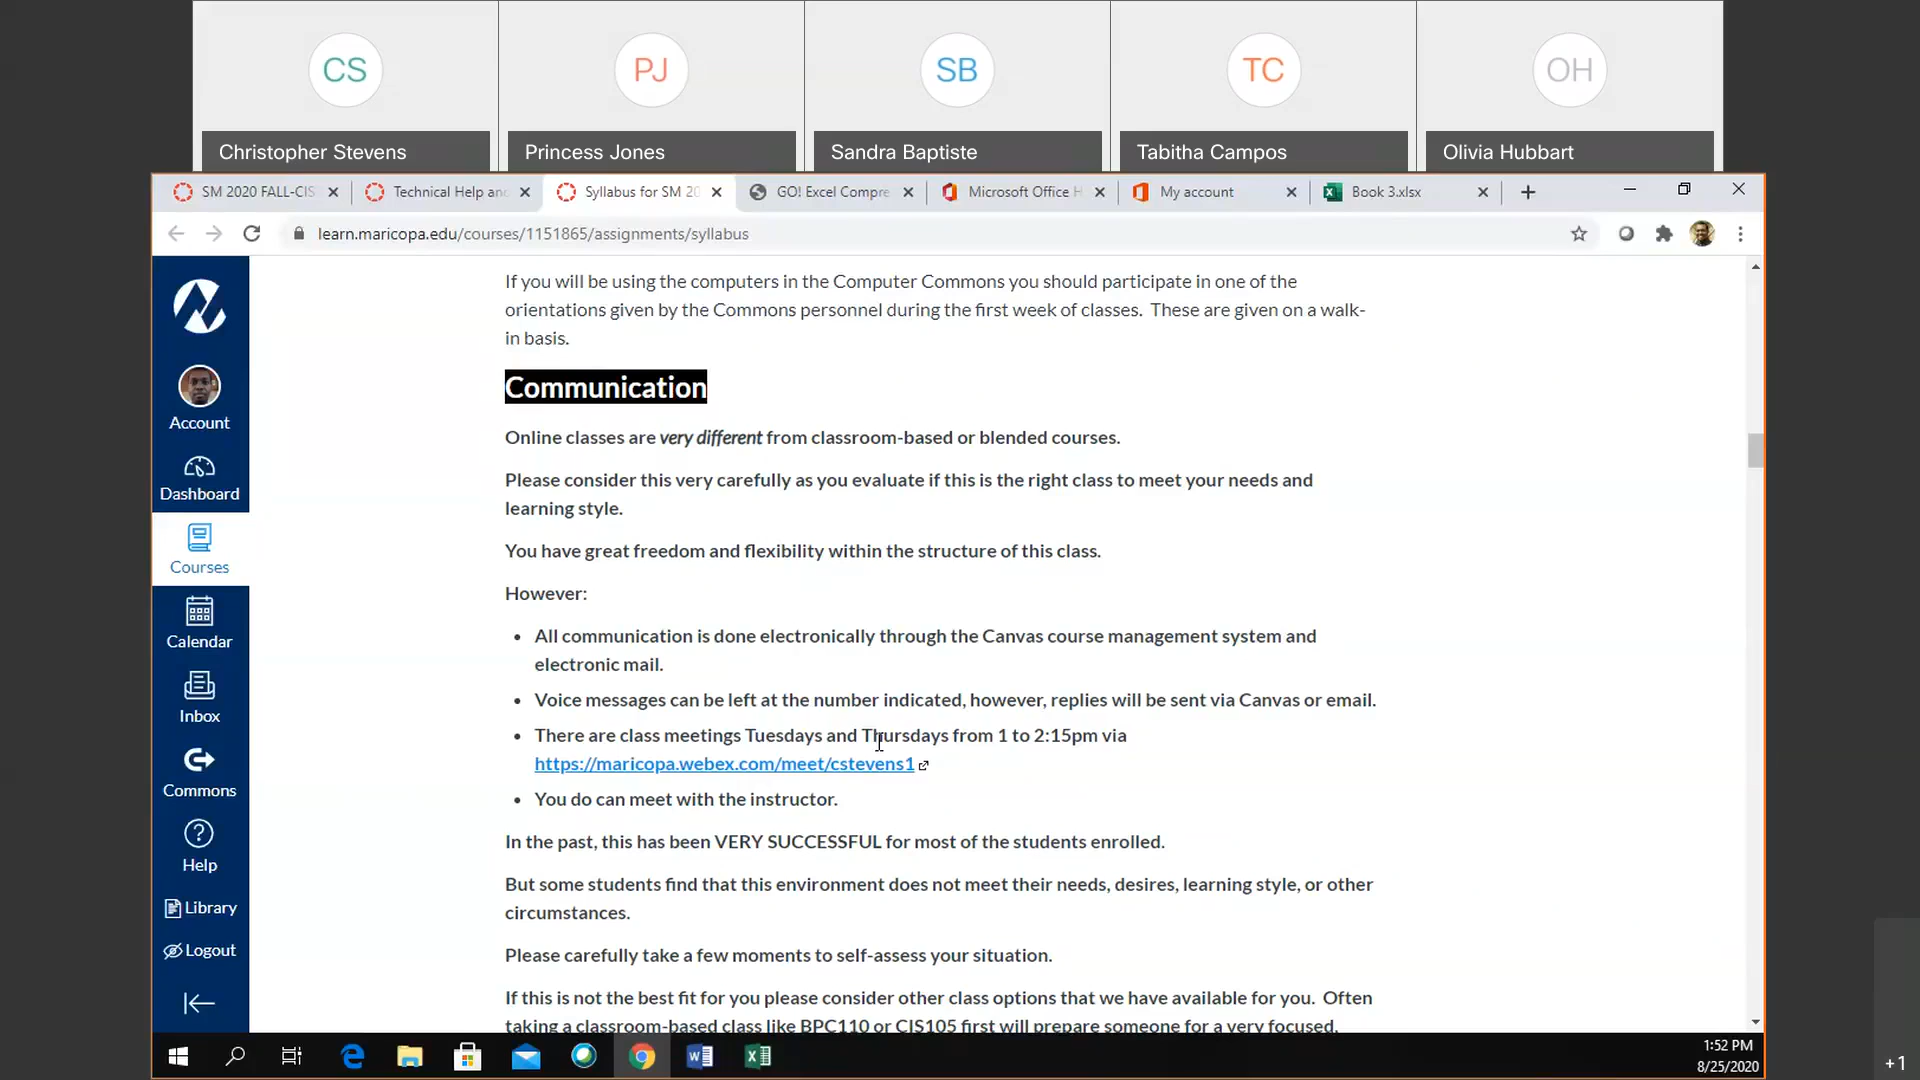 CS
PJ
SB
TC
OH
Christopher Stevens
Princess Jones
Sandra Baptiste
Tabitha Campos
Olivia Hubbart
SM 2020 FALL-CIS
Technical Help and
Syllabus for SM 20
GO! Excel Compre
Microsoft Office H
My account
Book 3.xlsx
learn.maricopa.edu/courses/1151865/assignments/syllabus
If you will be using the computers in the Computer Commons you should participate in one of the
orientations given by the Commons personnel during the first week of classes. These are given on a walk-
in basis.
Communication
Online classes are very different from classroom-based or blended courses.
Please consider this very carefully as you evaluate if this is the right class to meet your needs and
learning style.
You have great freedom and flexibility within the structure of this class.
However:
• All communication is done electronically through the Canvas course management system and
electronic mail.
• Voice messages can be left at the number indicated, however, replies will be sent via Canvas or email.
• There are class meetings Tuesdays and Thursdays from 1 to 2:15pm via
https://maricopa.webex.com/meet/cstevens1
• You do can meet with the instructor.
In the past, this has been VERY SUCCESSFUL for most of the students enrolled.
But some students find that this environment does not meet their needs, desires, learning style, or other
circumstances.
Please carefully take a few moments to self-assess your situation.
If this is not the best fit for you please consider other class options that we have available for you. Often
taking a classroom-based class like BPC110 or CIS105 first will prepare someone for a very focused,
Account
Dashboard
Courses
Calendar
Inbox
Commons
Help
Library
Logout
1:52 PM
8/25/2020
+1